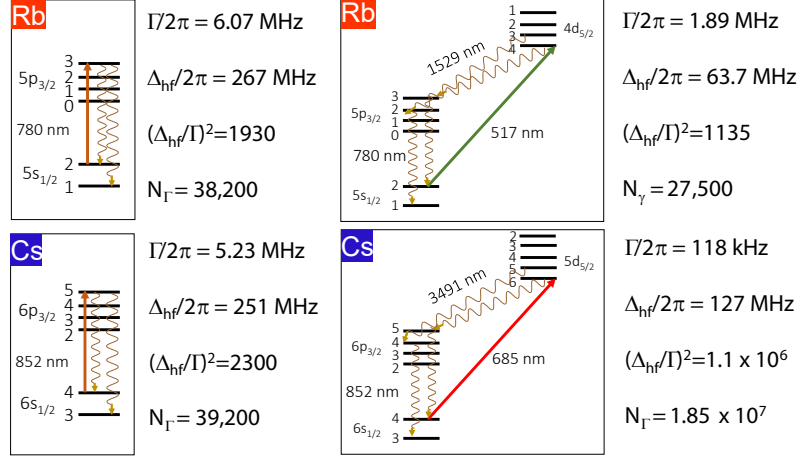 Rb
3
2
1
0
5p3/2
780 nm
2
5s1/2
1
Γ/2π = 6.07 MHz
Δhf/2π = 267 MHz
(Δhf/Γ)²=1930
NΓ = 38,200
1
2
3
4
4d5/2
1529 nm
3
2
1
0
5p3/2
517 nm
780 nm
2
5s1/2
1
Γ/2π = 1.89 MHz
Δhf/2π = 63.7 MHz
(Δhf/Γ)²=1135
Nγ = 27,500
Cs
5
4
3
2
6p3/2
852 nm
4
6s1/2
3
Γ/2π = 5.23 MHz
Δhf/2π = 251 MHz
(Δhf/Γ)²=2300
NΓ = 39,200
Cs
2
3
4
5
6
5d5/2
3491 nm
5
4
3
2
6p3/2
685 nm
852 nm
4
6s1/2
3
Γ/2π = 118 kHz
Δhf/2π = 127 MHz
(Δhf/Γ)²=1.1 x 10⁶
NΓ = 1.85 x 10⁷
Rb